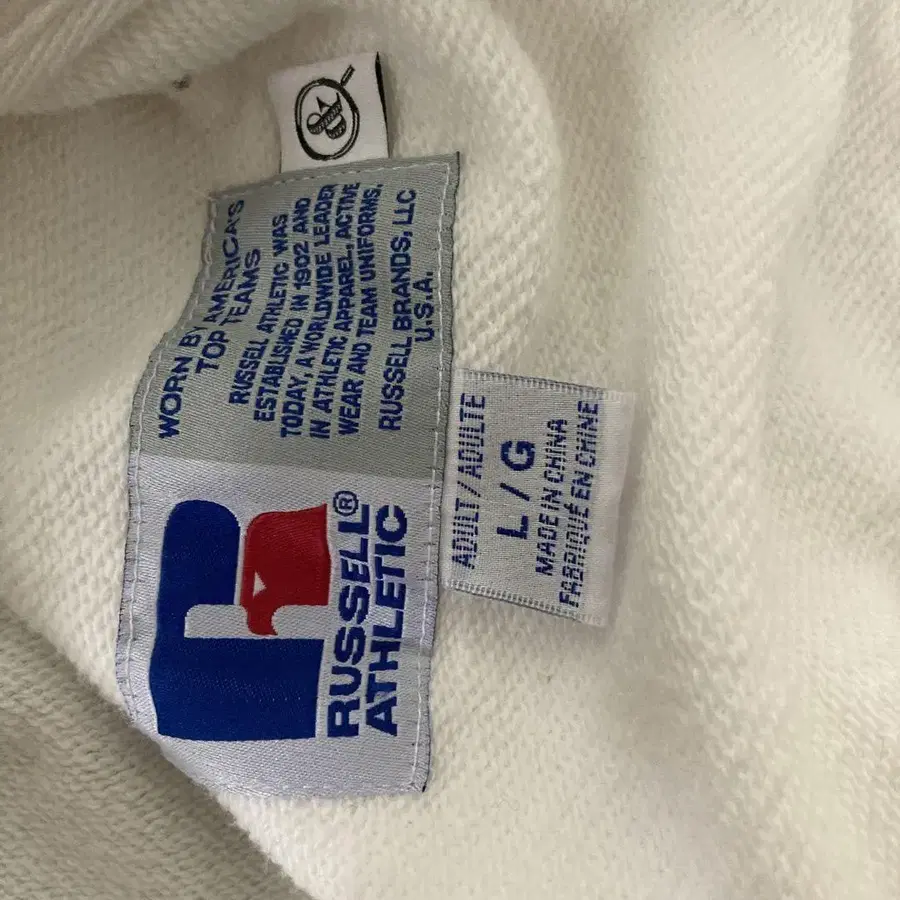 WORN BY AMERICA'S
TOP TEAMS
RUSSELL ATHLETIC WAS
ESTABLISHED IN 1902 AND
TODAY, A WORLDWIDE LEADER
IN ATHLETIC APPAREL, ACTIVE
WEAR AND TEAM UNIFORMS.
RUSSELL BRANDS, LLC
U.S.A.
RUSSELL®
ATHLETIC
ADULT / ADULTE
L / G
MADE IN CHINA
FABRIQUÉ EN CHINE